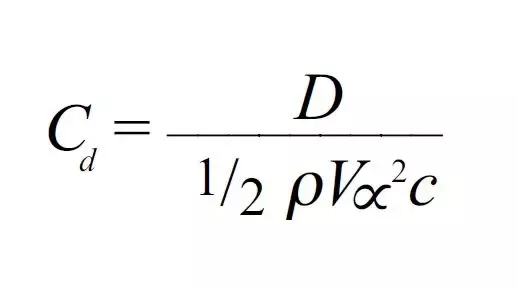 C_d = D / (1/2 ρV∝²c)